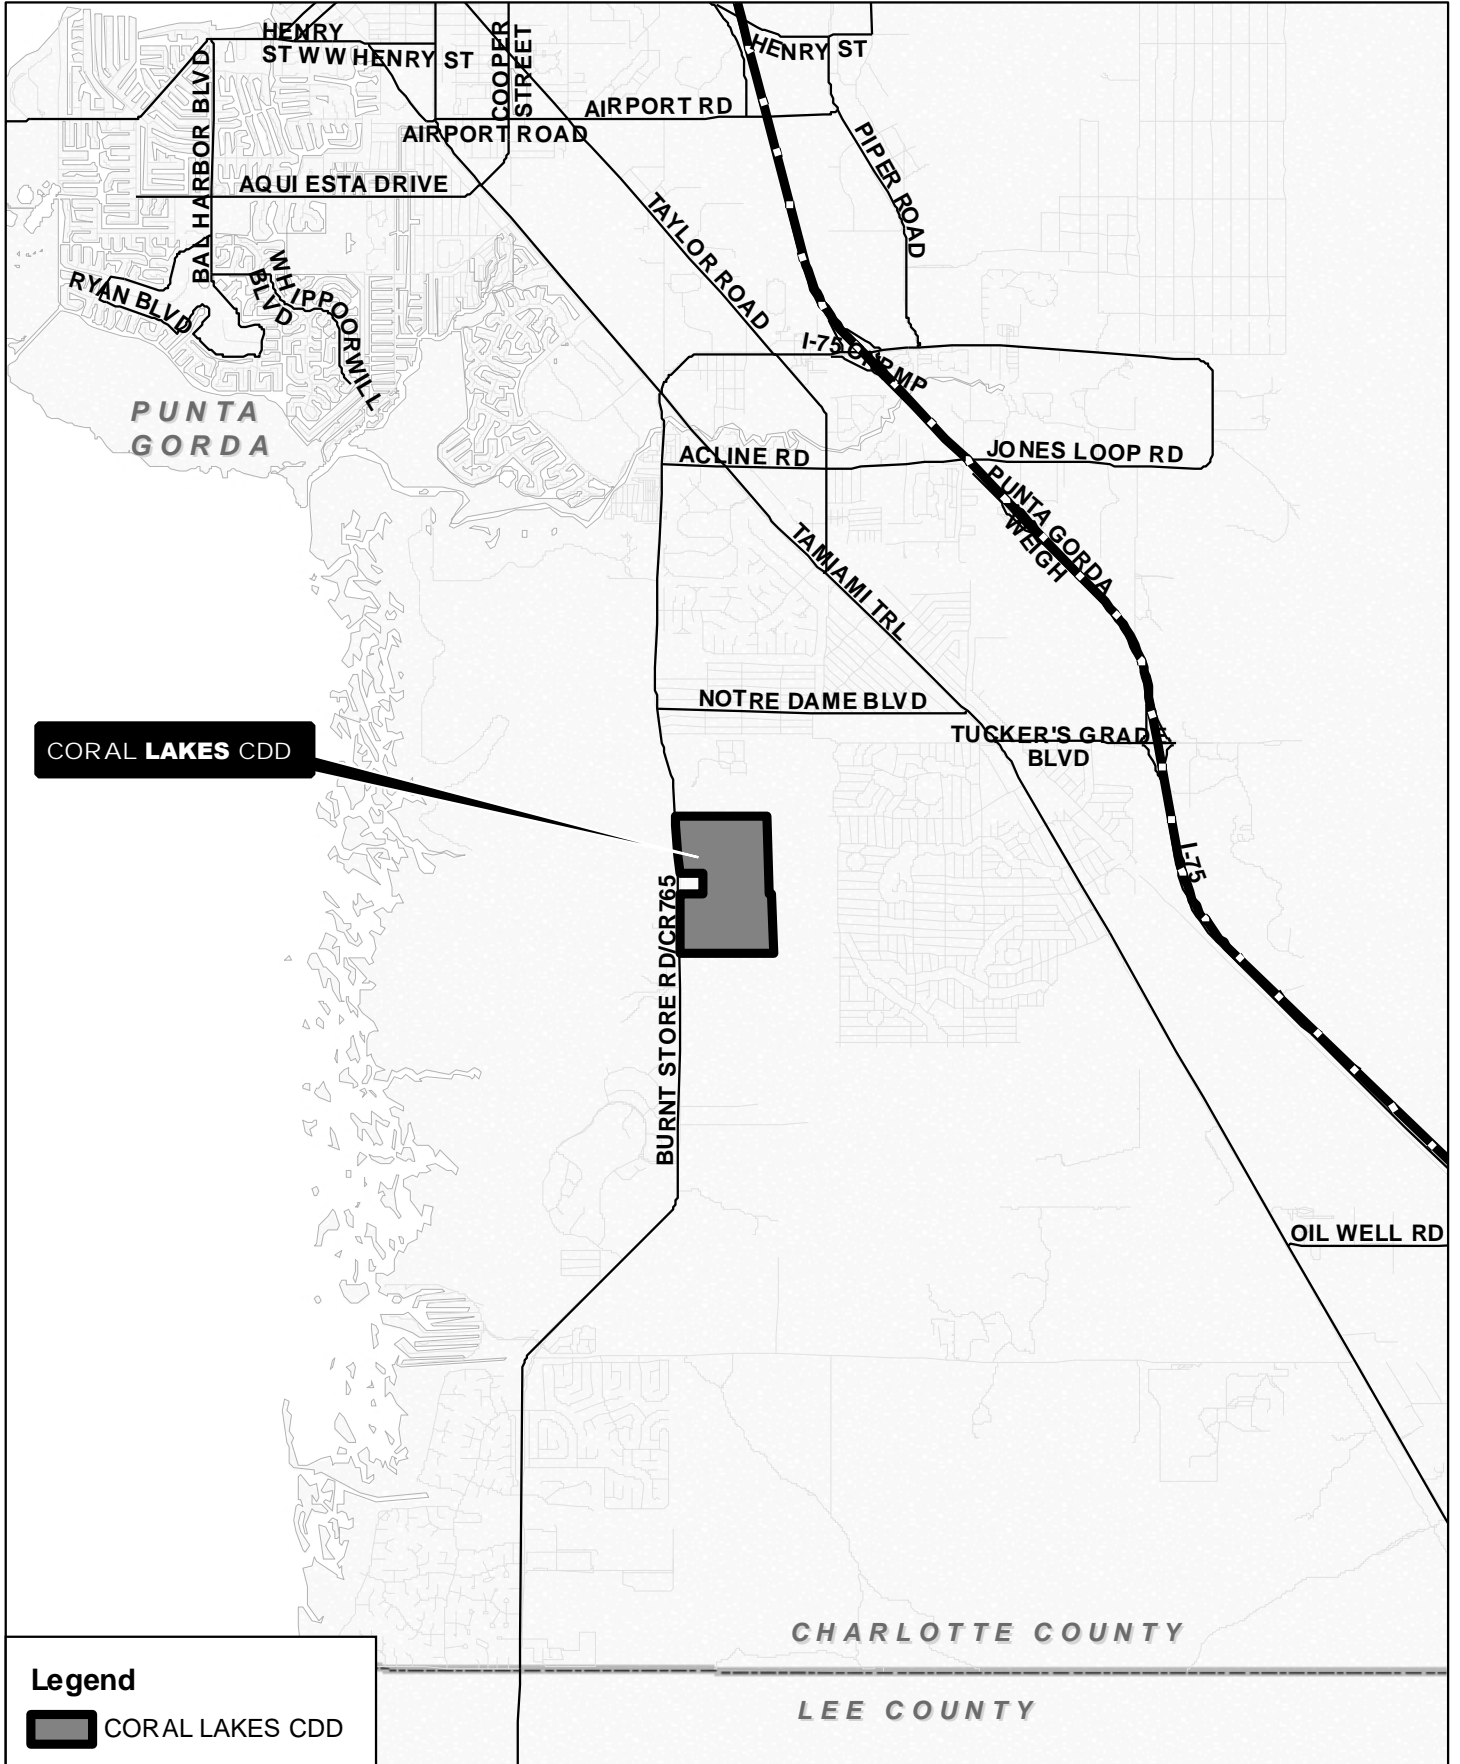 HENRY
ST W W HENRY ST
COOPER
STREET
HENRY ST
BAL HARBOR BLVD
AIRPORT RD
AIRPORT ROAD
PIPER ROAD
AQUI ESTA DRIVE
TAYLOR ROAD
WHIPPOORWILL
BLVD
RYAN BLVD
PUNTA
GORDA
ACLINE RD
JONES LOOP RD
PUNTA GORDA
WEIGH
TAMIAMI TRL
NOTRE DAME BLVD
TUCKER'S GRADE
BLVD
CORAL LAKES CDD
I-75
BURNT STORE RD/CR765
OIL WELL RD
CHARLOTTE COUNTY
LEE COUNTY
Legend
CORAL LAKES CDD